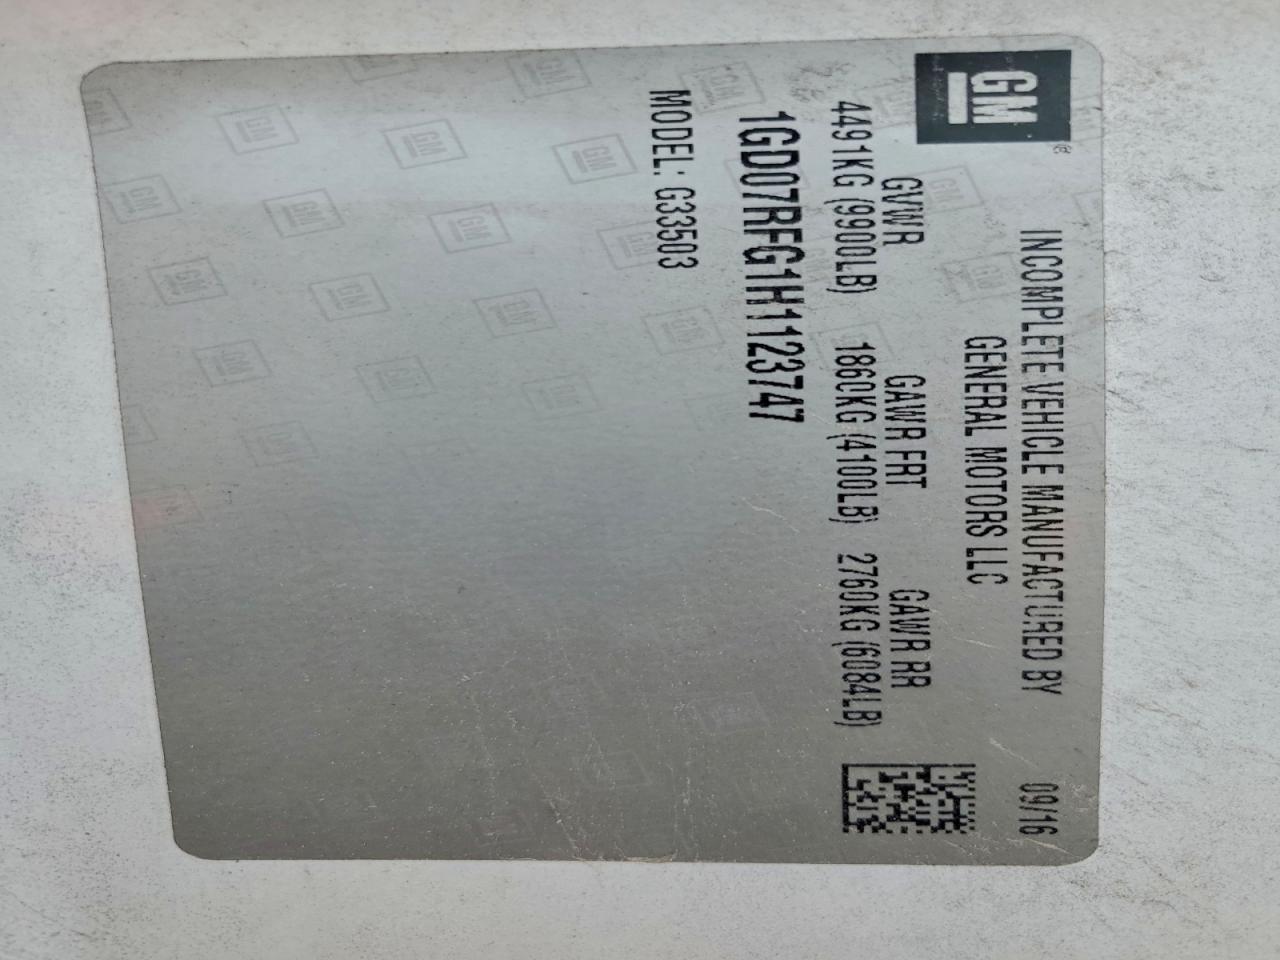 GM
INCOMPLETE VEHICLE MANUFACTURED BY 09/16
GENERAL MOTORS LLC
GVWR GAWR FRT GAWR RR
4491KG (9900LB) 1860KG (4100LB) 2760KG (6084LB)
1GD07RFG1H1123747
MODEL: G33503